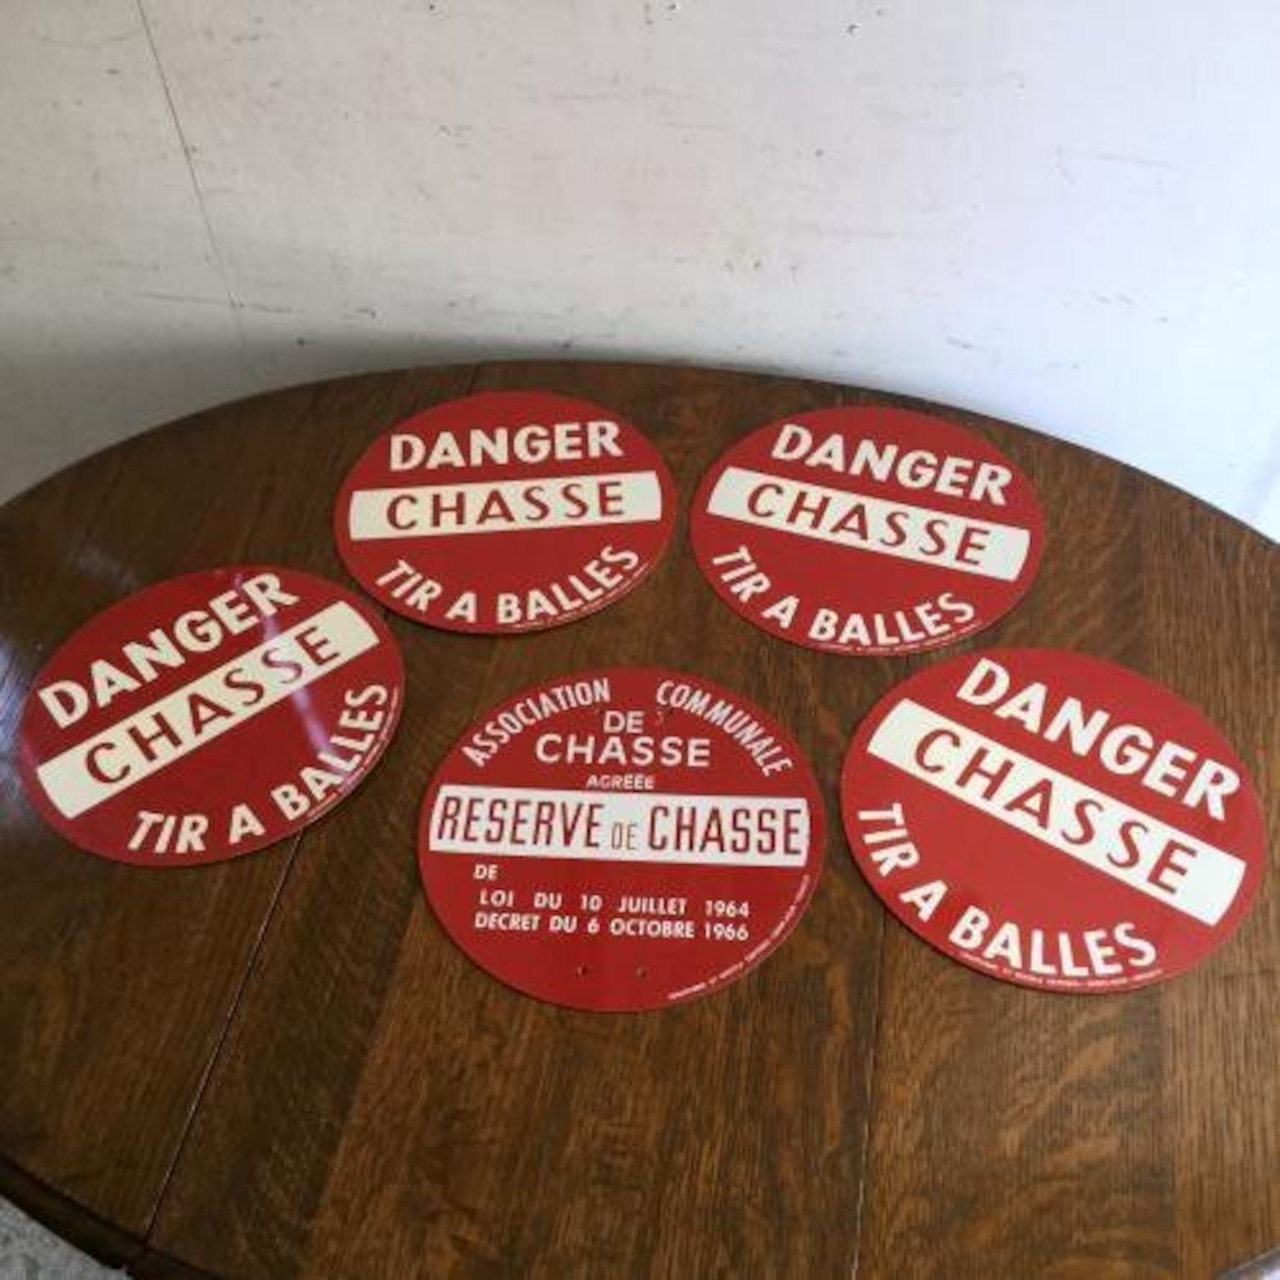 DANGER
CHASSE
TIR A BALLES
DANGER
CHASSE
TIR A BALLES
DANGER
CHASSE
TIR A BALLES
ASSOCIATION COMMUNALE
DE
CHASSE
AGRÉÉE
RESERVE DE CHASSE
DE
LOI DU 10 JUILLET 1964
DECRET DU 6 OCTOBRE 1966
DANGER
CHASSE
TIR A BALLES